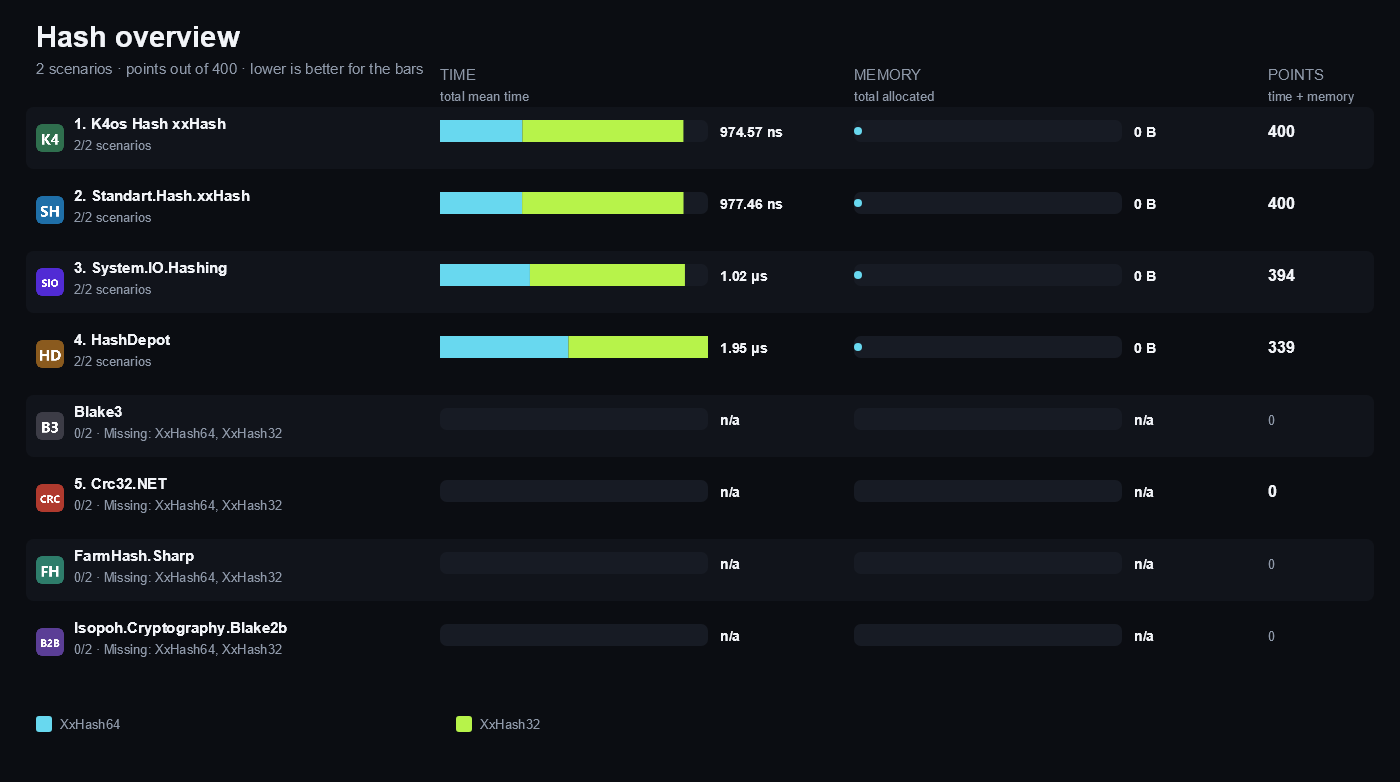 Hash overview
2 scenarios · points out of 400 · lower is better for the bars
TIME
total mean time
MEMORY
total allocated
POINTS
time + memory
K4
1. K4os Hash xxHash
2/2 scenarios
974.57 ns
0 B
400
SH
2. Standart.Hash.xxHash
2/2 scenarios
977.46 ns
0 B
400
SIO
3. System.IO.Hashing
2/2 scenarios
1.02 µs
0 B
394
HD
4. HashDepot
2/2 scenarios
1.95 µs
0 B
339
B3
Blake3
0/2 · Missing: XxHash64, XxHash32
n/a
n/a
0
CRC
5. Crc32.NET
0/2 · Missing: XxHash64, XxHash32
n/a
n/a
0
FH
FarmHash.Sharp
0/2 · Missing: XxHash64, XxHash32
n/a
n/a
0
B2B
Isopoh.Cryptography.Blake2b
0/2 · Missing: XxHash64, XxHash32
n/a
n/a
0
XxHash64
XxHash32